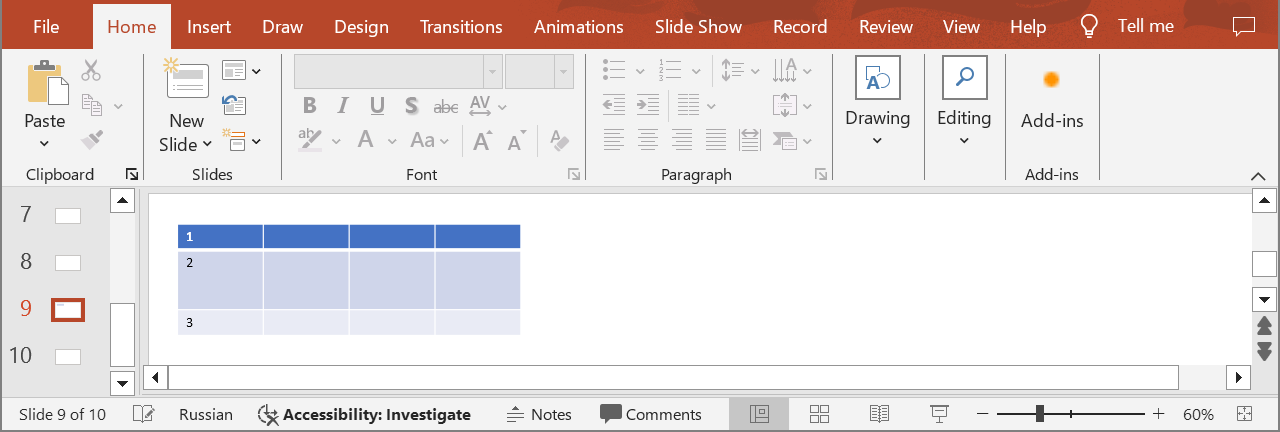 File Home Insert Draw Design Transitions Animations Slide Show Record Review View Help Tell me
Paste
New
Slide
B I U S abc AV
ab A Aa A A A
Drawing
Editing
Add-ins
Clipboard Slides Font Paragraph Add-ins
7
8
9
10
1
2
3
Slide 9 of 10 Russian Accessibility: Investigate Notes Comments 60%